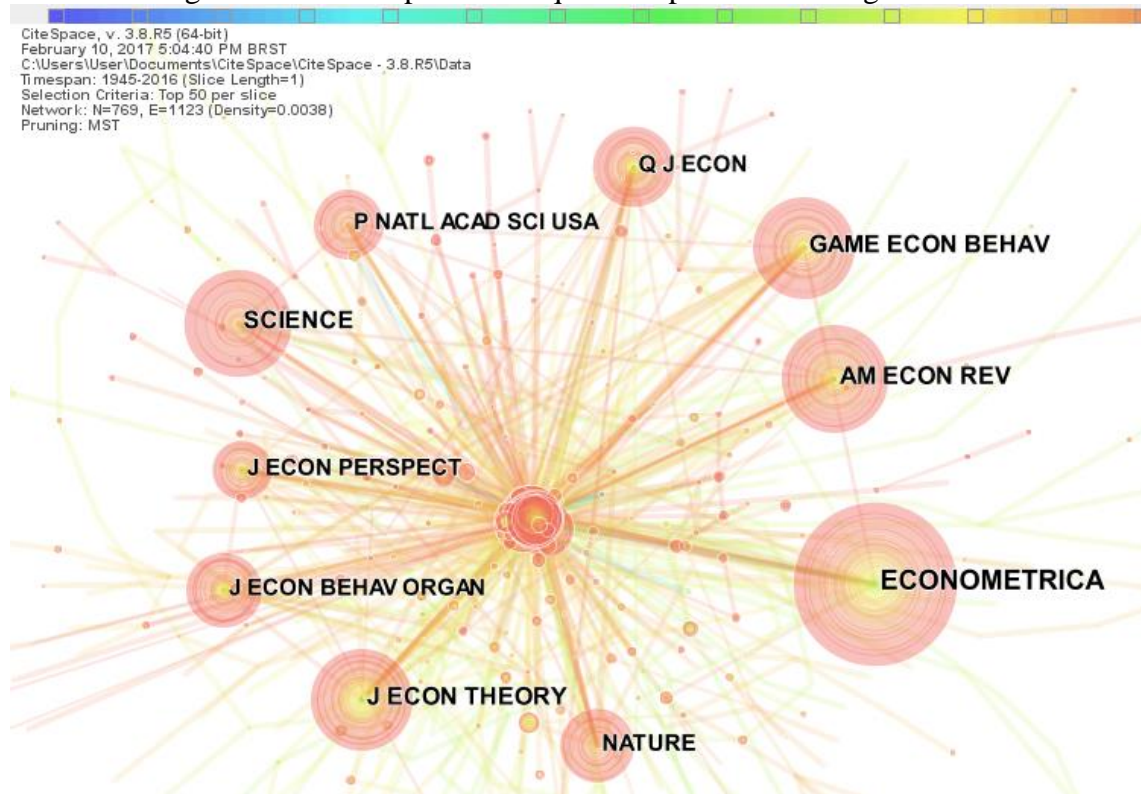 CiteSpace, v. 3.8.R5 (64-bit)
February 10, 2017 5:04:40 PM BRST
C:\Users\User\Documents\CiteSpace\CiteSpace - 3.8.R5\Data
Timespan: 1945-2016 (Slice Length=1)
Selection Criteria: Top 50 per slice
Network: N=769, E=1123 (Density=0.0038)
Pruning: MST
Q J ECON
P NATL ACAD SCI USA
GAME ECON BEHAV
SCIENCE
AM ECON REV
J ECON PERSPECT
ECONOMETRICA
J ECON BEHAV ORGAN
J ECON THEORY
NATURE